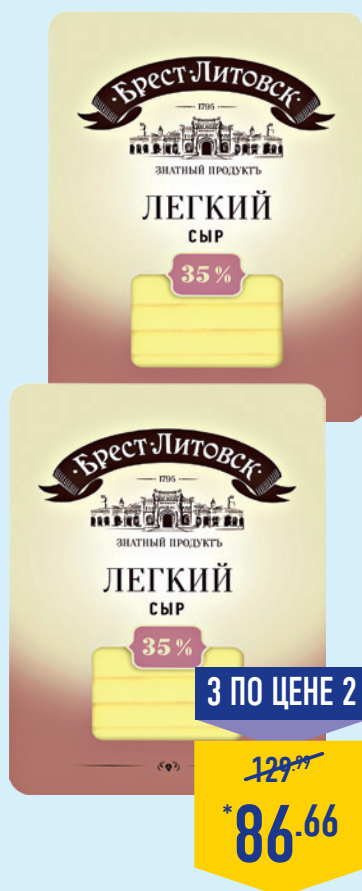 ·Брест-Литовск·
1795
ЗНАТНЫЙ ПРОДУКТЪ
ЛЕГКИЙ
СЫР
35%
·Брест-Литовск·
1795
ЗНАТНЫЙ ПРОДУКТЪ
ЛЕГКИЙ
СЫР
35%
3 ПО ЦЕНЕ 2
129.99
*86.66